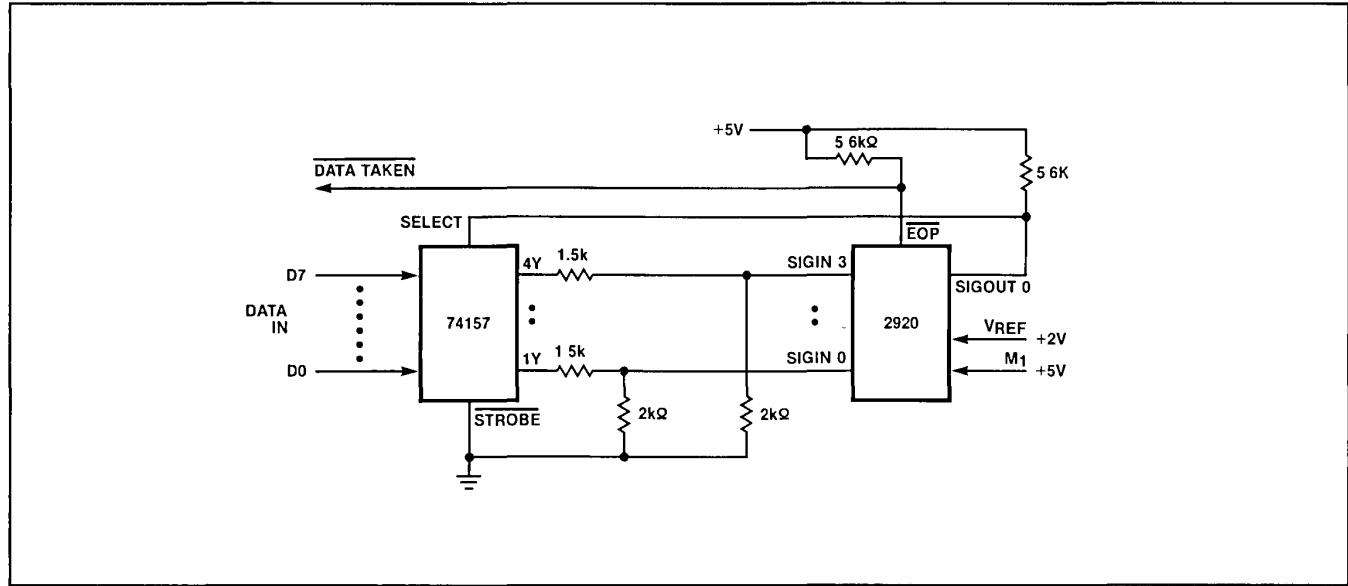 +5V
5 6kΩ
DATA TAKEN
5 6K
SELECT
EOP
D7
4Y
1.5k
SIGIN 3
SIGOUT 0
DATA
IN
74157
2920
VREF
+2V
D0
1Y
1 5k
SIGIN 0
M1
+5V
STROBE
2kΩ
2kΩ